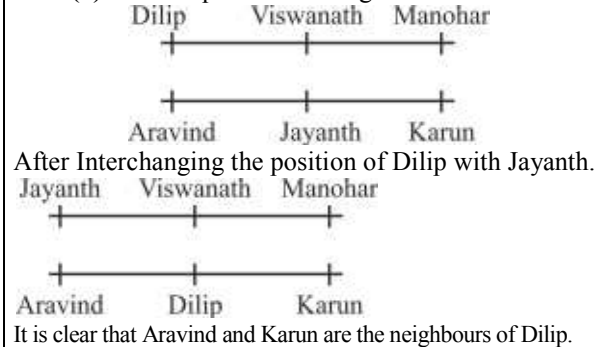 Dilip Viswanath Manohar
Aravind Jayanth Karun
After Interchanging the position of Dilip with Jayanth.
Jayanth Viswanath Manohar
Aravind Dilip Karun
It is clear that Aravind and Karun are the neighbours of Dilip.